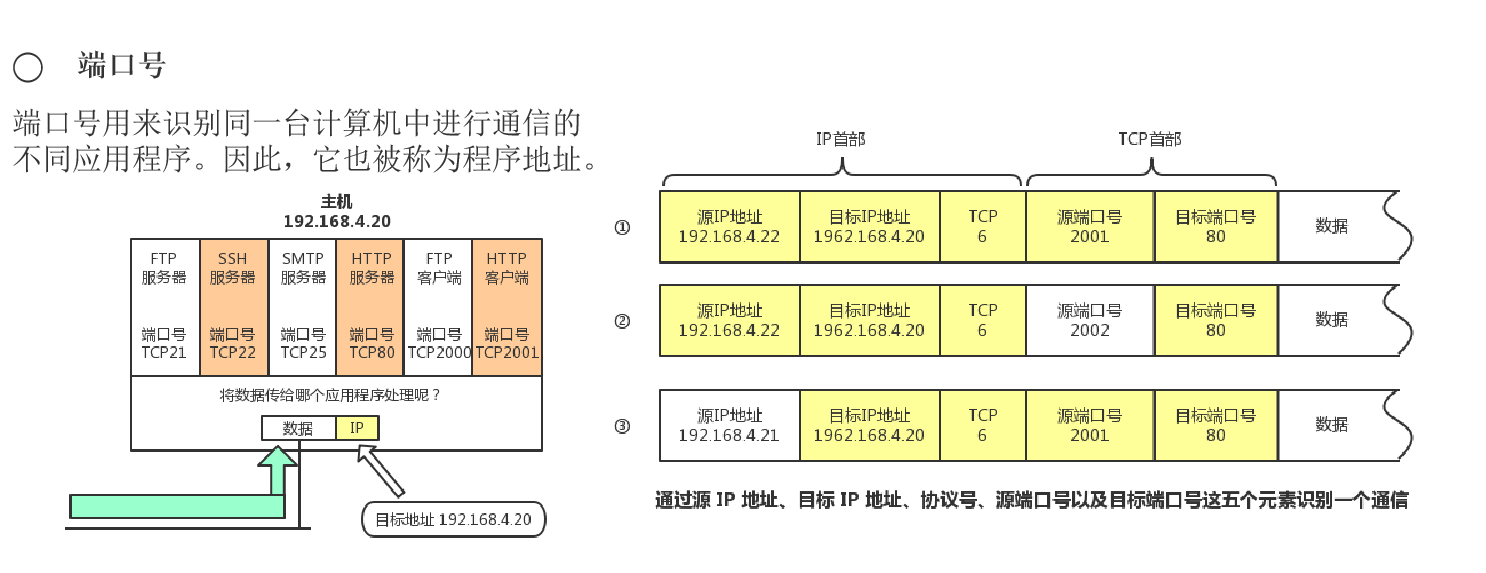 端口号
端口号用来识别同一台计算机中进行通信的
不同应用程序。因此，它也被称为程序地址。
主机
192.168.4.20
FTP 服务器 端口号 TCP21
SSH 服务器 端口号 TCP22
SMTP 服务器 端口号 TCP25
HTTP 服务器 端口号 TCP80
FTP 客户端 端口号 TCP2000
HTTP 客户端 端口号 TCP2001
将数据传给哪个应用程序处理呢？
数据 IP
目标地址 192.168.4.20
IP首部 TCP首部
① 源IP地址 192.168.4.22 目标IP地址 1962.168.4.20 TCP 6 源端口号 2001 目标端口号 80 数据
② 源IP地址 192.168.4.22 目标IP地址 1962.168.4.20 TCP 6 源端口号 2002 目标端口号 80 数据
③ 源IP地址 192.168.4.21 目标IP地址 1962.168.4.20 TCP 6 源端口号 2001 目标端口号 80 数据
通过源 IP 地址、目标 IP 地址、协议号、源端口号以及目标端口号这五个元素识别一个通信